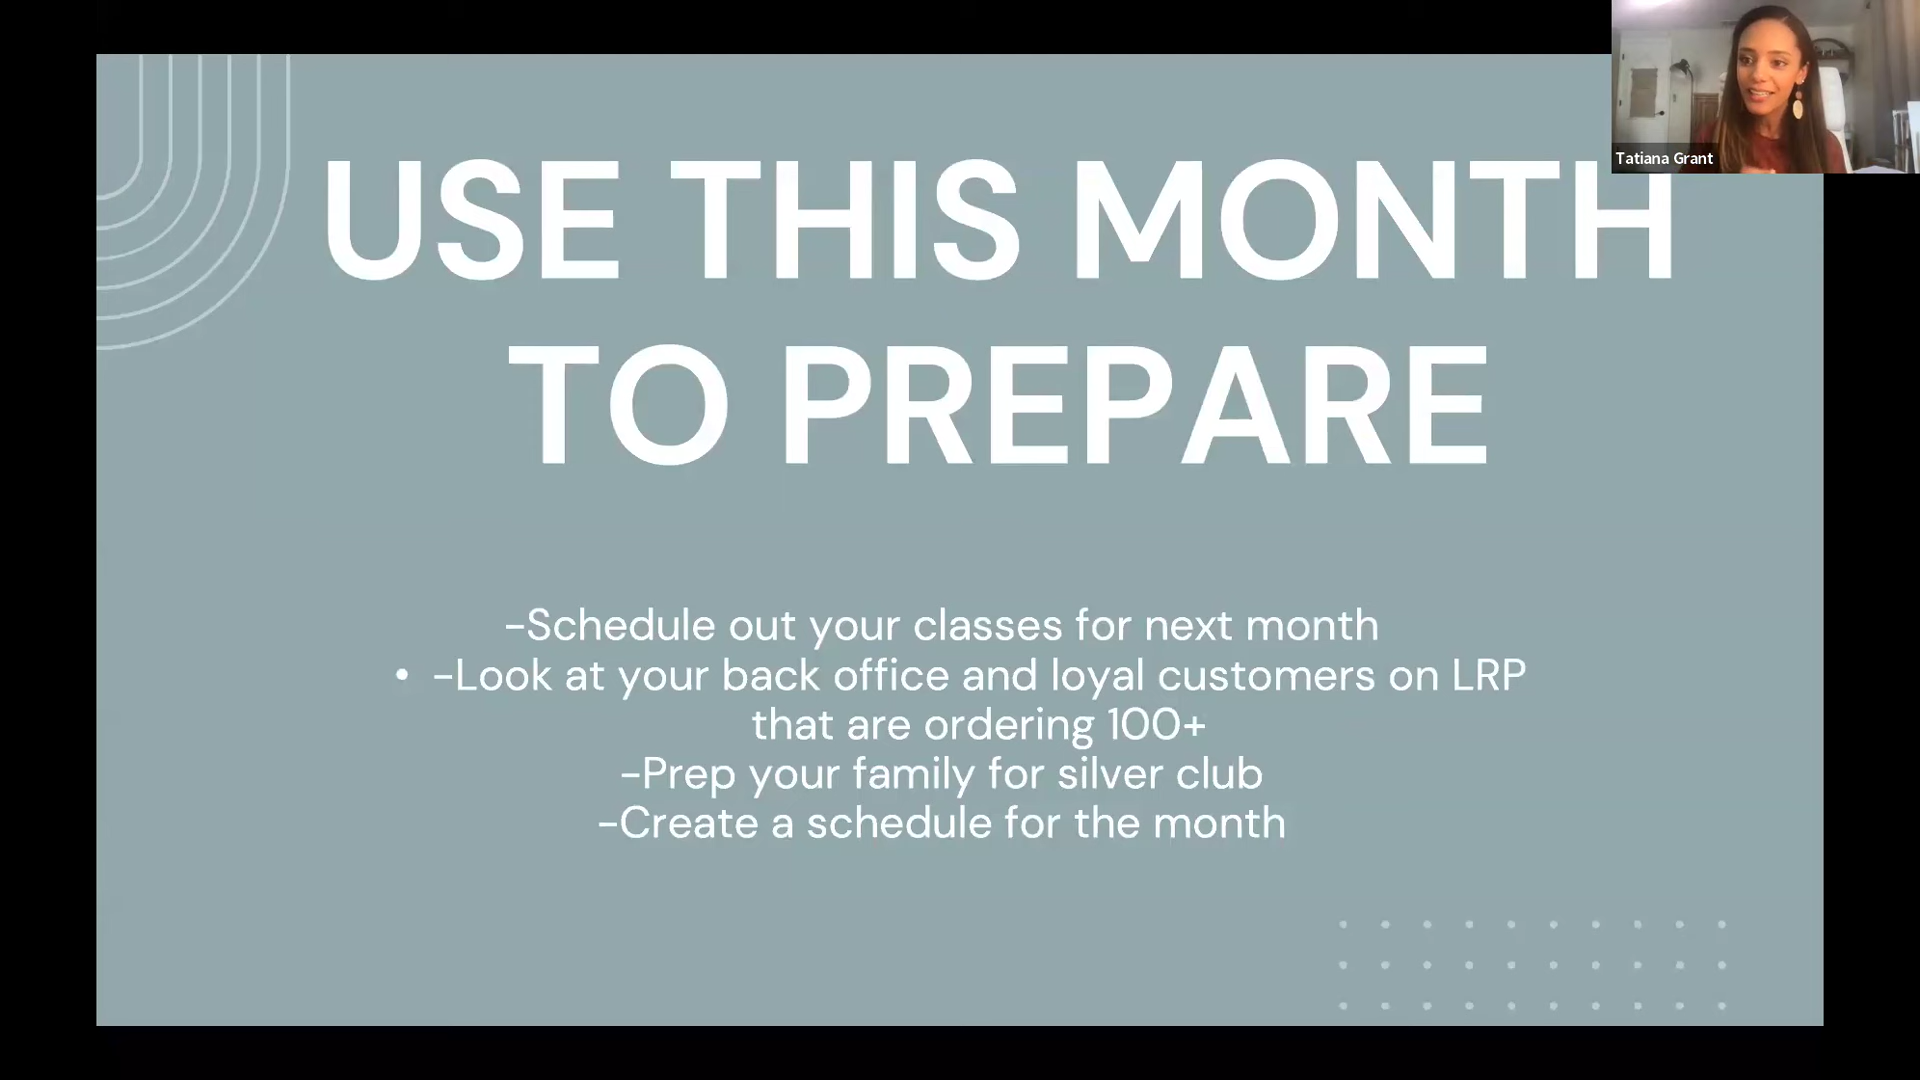 USE THIS MONTH
TO PREPARE
-Schedule out your classes for next month
• -Look at your back office and loyal customers on LRP
that are ordering 100+
-Prep your family for silver club
-Create a schedule for the month
Tatiana Grant